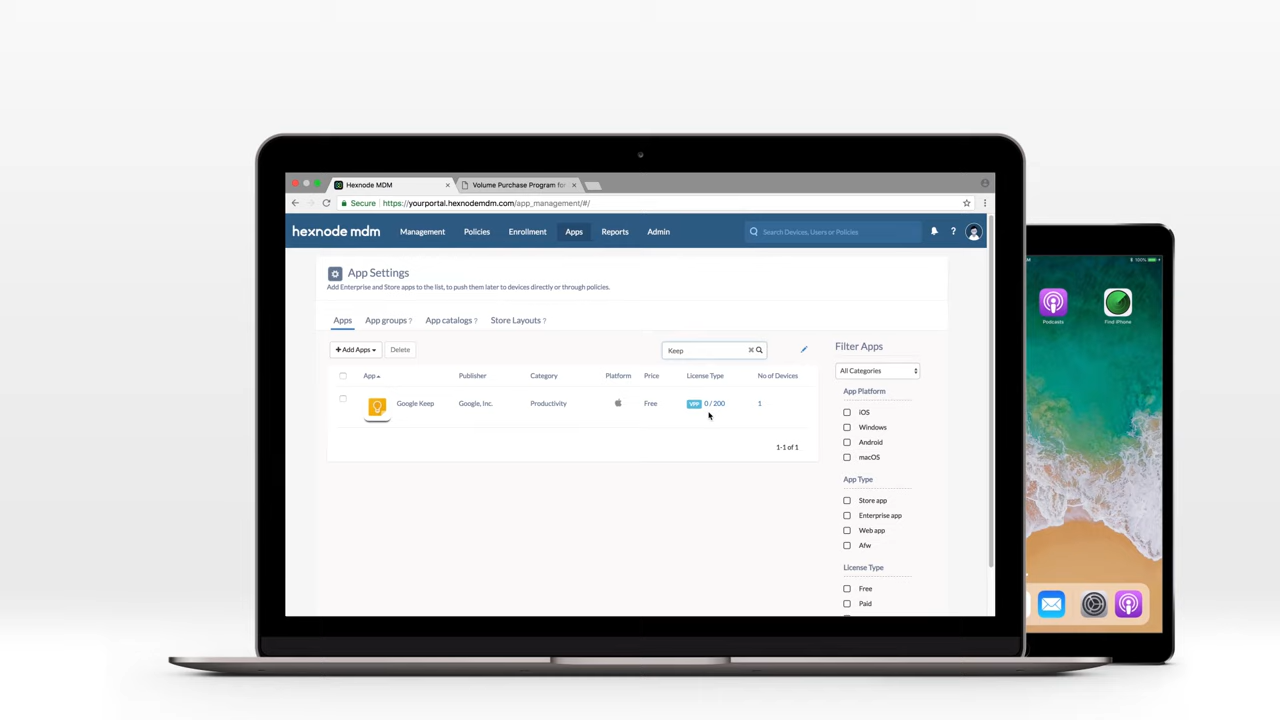 Hexnode MDM
Volume Purchase Program for
Secure https://yourportal.hexnodemdm.com/app_management/#/
hexnode mdm Management Policies Enrollment Apps Reports Admin Search Devices, Users or Policies ?
App Settings
Add Enterprise and Store apps to the list, to push them later to devices directly or through policies.
Apps App groups ? App catalogs ? Store Layouts ?
+ Add Apps Delete Keep
App Publisher Category Platform Price License Type No of Devices
Google Keep Google, Inc. Productivity Free VPP 0 / 200 1
1-1 of 1
Filter Apps
All Categories
App Platform
iOS
Windows
Android
macOS
App Type
Store app
Enterprise app
Web app
Afw
License Type
Free
Paid
100%
Podcasts Find iPhone